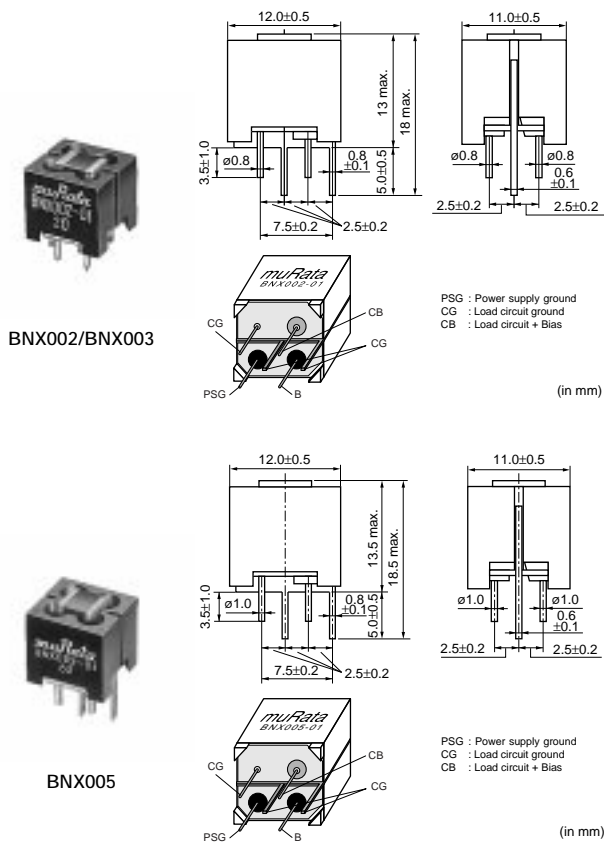 12.0±0.5
11.0±0.5
13 max.
18 max.
3.5±1.0
ø0.8
0.8
±0.1
5.0±0.5
7.5±0.2
2.5±0.2
ø0.8
ø0.8
0.6
±0.1
2.5±0.2
2.5±0.2
muRata
BNX002-01
muRata
BNX002-01
CG
CB
CG
PSG
B
PSG : Power supply ground
CG : Load circuit ground
CB : Load circuit + Bias
BNX002/BNX003
(in mm)
12.0±0.5
11.0±0.5
13.5 max.
18.5 max.
3.5±1.0
ø1.0
0.8
±0.1
5.0±0.5
7.5±0.2
2.5±0.2
ø1.0
ø1.0
0.6
±0.1
2.5±0.2
2.5±0.2
muRata
muRata
BNX005-01
CG
CB
CG
PSG
B
PSG : Power supply ground
CG : Load circuit ground
CB : Load circuit + Bias
BNX005
(in mm)